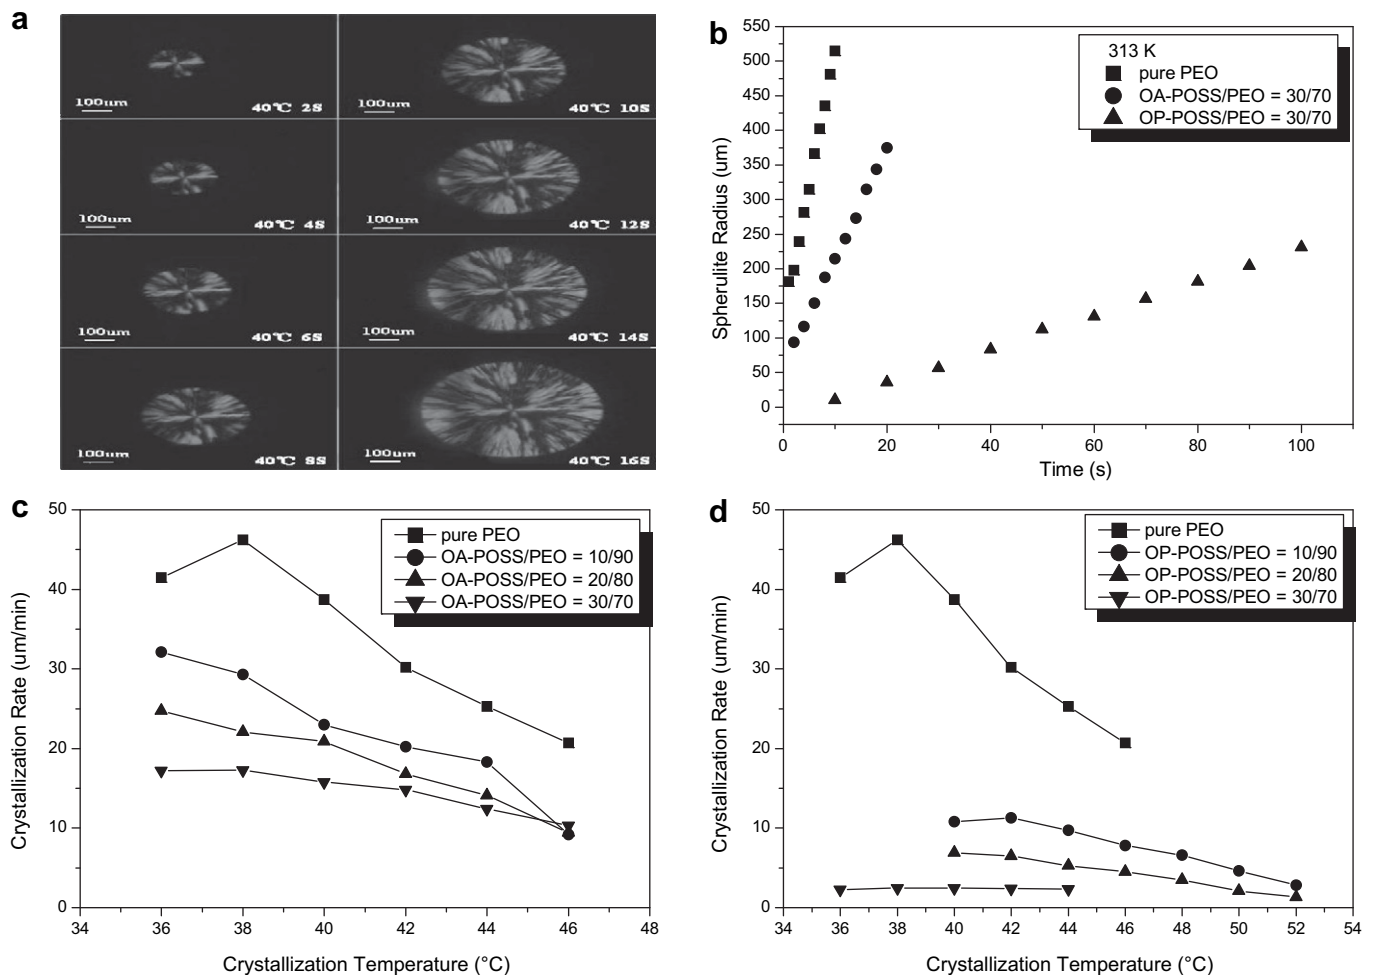 a
100um
40℃ 2S
100um
40℃ 10S
100um
40℃ 4S
100um
40℃ 12S
100um
40℃ 6S
100um
40℃ 14S
100um
40℃ 8S
100um
40℃ 16S
b
550
500
450
400
350
300
250
200
150
100
50
0
Spherulite Radius (um)
313 K
pure PEO
OA-POSS/PEO = 30/70
OP-POSS/PEO = 30/70
0 20 40 60 80 100
Time (s)
c
50
40
30
20
10
0
Crystallization Rate (um/min)
pure PEO
OA-POSS/PEO = 10/90
OA-POSS/PEO = 20/80
OA-POSS/PEO = 30/70
34 36 38 40 42 44 46 48
Crystallization Temperature (°C)
d
50
40
30
20
10
0
Crystallization Rate (um/min)
pure PEO
OP-POSS/PEO = 10/90
OP-POSS/PEO = 20/80
OP-POSS/PEO = 30/70
34 36 38 40 42 44 46 48 50 52 54
Crystallization Temperature (°C)